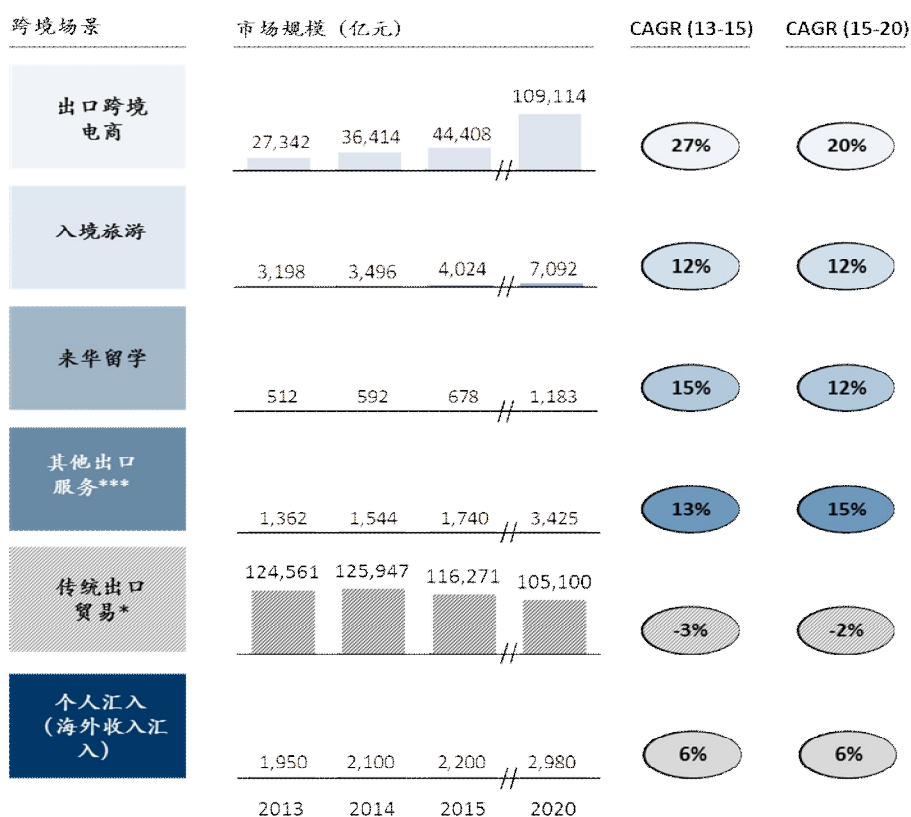 跨境场景 市场规模 (亿元) CAGR (13-15) CAGR (15-20)
出口跨境
电商
27,342 36,414 44,408 109,114
27% 20%
入境旅游
3,198 3,496 4,024 7,092
12% 12%
来华留学
512 592 678 1,183
15% 12%
其他出口
服务***
1,362 1,544 1,740 3,425
13% 15%
传统出口
贸易*
124,561 125,947 116,271 105,100
-3% -2%
个人汇入
(海外收入汇
入)
1,950 2,100 2,200 2,980
6% 6%
2013 2014 2015 2020